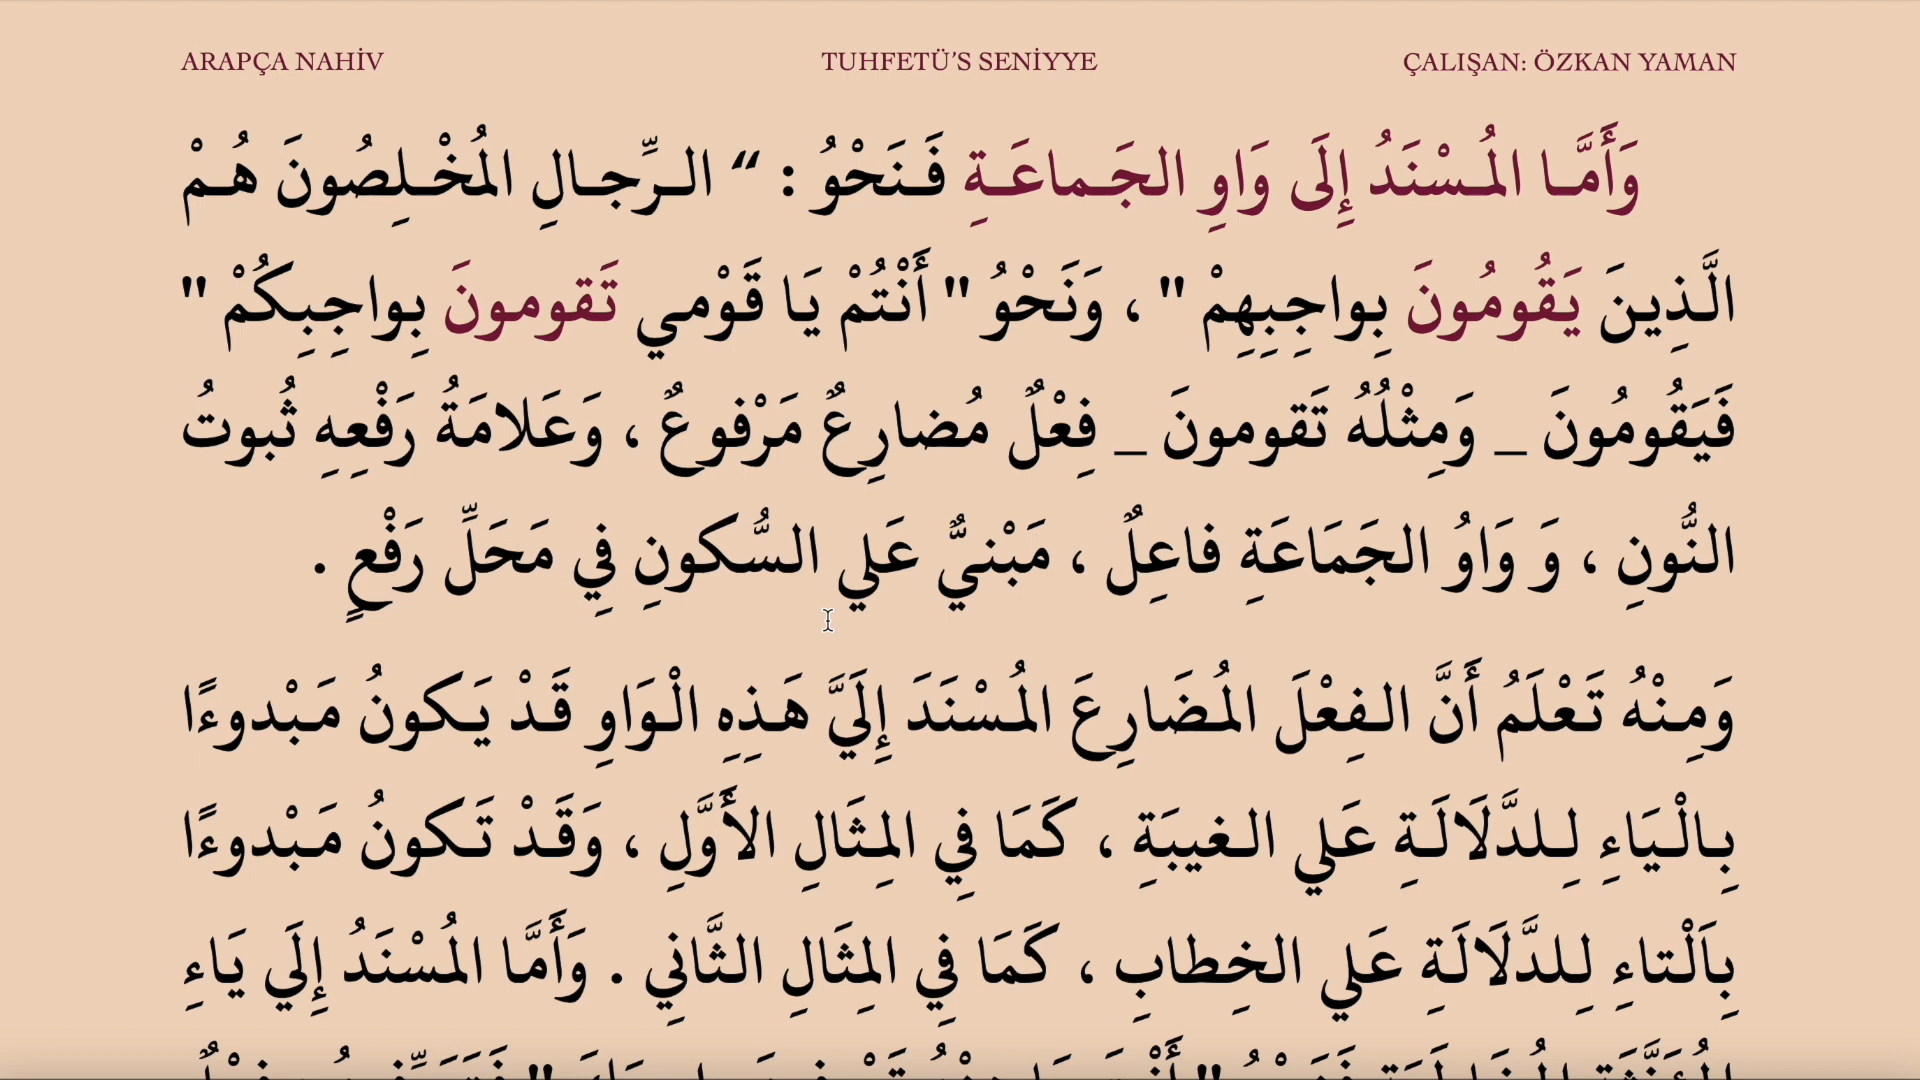 ARAPÇA NAHİV
TUHFETÜ’S SENİYYE
ÇALIŞAN: ÖZKAN YAMAN
وَأَمَّا المُسْنَدُ إِلَى وَاوِ الجَماعَةِ فَنَحْوُ : “ الرِّجالِ المُخْلِصُونَ هُمْ
الَّذِينَ يَقُومُونَ بِواجِبِهِمْ " ، وَنَحْوُ " أَنْتُمْ يَا قَوْمي تَقومونَ بِواجِبِكُمْ "
فَيَقُومُونَ _ وَمِثْلُهُ تَقومونَ _ فِعْلٌ مُضارِعٌ مَرْفوعٌ ، وَعَلامَةُ رَفْعِهِ ثُبوتُ
النُّونِ ، وَ وَاوُ الجَمَاعَةِ فاعِلٌ ، مَبْنيٌّ عَلي السُّكونِ فِي مَحَلِّ رَفْعٍ .
وَمِنْهُ تَعْلَمُ أَنَّ الفِعْلَ المُضَارِعَ المُسْنَدَ إِلَيَّ هَذِهِ الْوَاوِ قَدْ يَكونُ مَبْدوءًا
بِالْيَاءِ لِلدَّلَالَةِ عَلي الغيبَةِ ، كَمَا فِي المِثَالِ الأَوَّلِ ، وَقَدْ تَكونُ مَبْدوءًا
بِاَلْتاءِ لِلدَّلَالَةِ عَلي الخِطابِ ، كَمَا فِي المِثَالِ الثَّانِي . وَأَمَّا المُسْنَدُ إِلَي يَاءِ